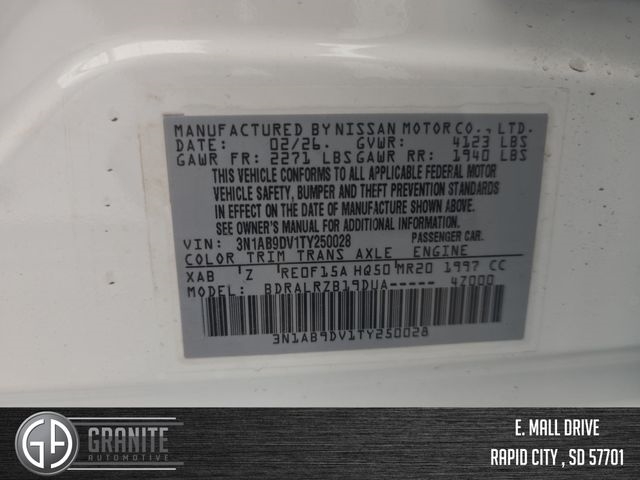 MANUFACTURED BY NISSAN MOTOR CO., LTD.
DATE: 02/26. GVWR: 4123 LBS
GAWR FR: 2271 LBS GAWR RR: 1940 LBS
THIS VEHICLE CONFORMS TO ALL APPLICABLE FEDERAL MOTOR
VEHICLE SAFETY, BUMPER AND THEFT PREVENTION STANDARDS
IN EFFECT ON THE DATE OF MANUFACTURE SHOWN ABOVE.
SEE OWNER'S MANUAL FOR ADDITIONAL INFORMATION.
VIN: 3N1AB9DV1TY250028 PASSENGER CAR.
COLOR TRIM TRANS AXLE ENGINE
XAB Z RE0F15A HQ50 MR20 1997 CC
MODEL: BDRALRZB19DUA----- 4Z000
3N1AB9DV1TY250028
GA GRANITE
AUTOMOTIVE
E. MALL DRIVE
RAPID CITY , SD 57701